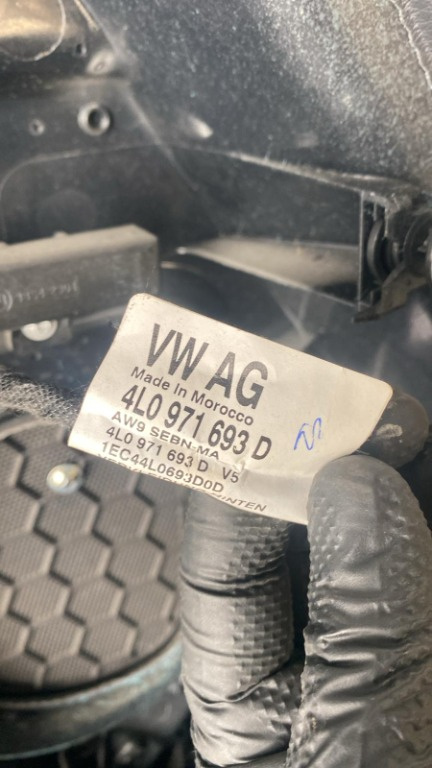 VW AG
Made In Morocco
4L0 971 693 D
AW9 SEBN-MA
4L0 971 693 D V5
1EC44L0693D0D